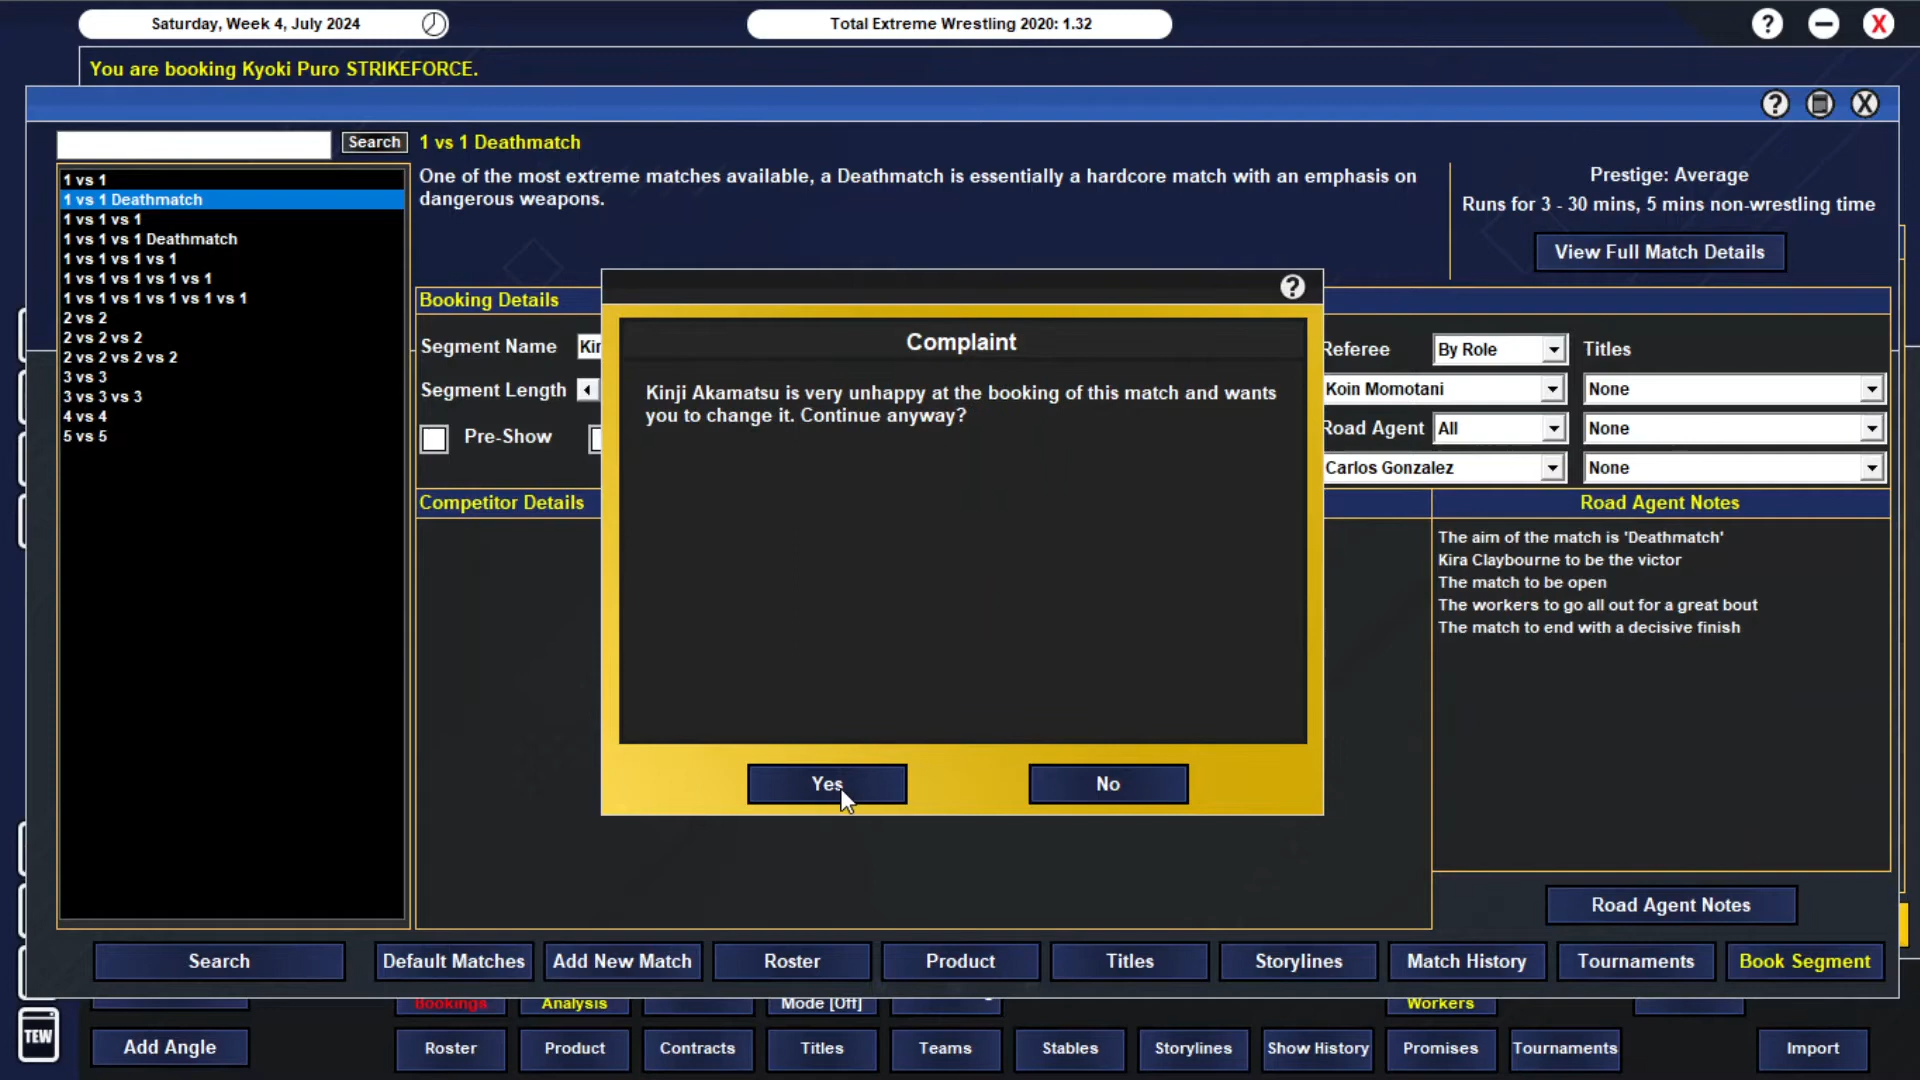 Saturday, Week 4, July 2024
Total Extreme Wrestling 2020: 1.32
?
X
You are booking Kyoki Puro STRIKEFORCE.
? X
Search
1 vs 1
1 vs 1 Deathmatch
1 vs 1 vs 1
1 vs 1 vs 1 Deathmatch
1 vs 1 vs 1 vs 1
1 vs 1 vs 1 vs 1 vs 1
1 vs 1 vs 1 vs 1 vs 1 vs 1
2 vs 2
2 vs 2 vs 2
2 vs 2 vs 2 vs 2
3 vs 3
3 vs 3 vs 3
4 vs 4
5 vs 5
1 vs 1 Deathmatch
One of the most extreme matches available, a Deathmatch is essentially a hardcore match with an emphasis on
dangerous weapons.
Prestige: Average
Runs for 3 - 30 mins, 5 mins non-wrestling time
View Full Match Details
Booking Details
Segment Name
Kir
Segment Length
Pre-Show
?
Complaint
Kinji Akamatsu is very unhappy at the booking of this match and wants
you to change it. Continue anyway?
Yes
No
Referee
By Role
Titles
Koin Momotani
None
Road Agent
All
None
Carlos Gonzalez
None
Competitor Details
Road Agent Notes
The aim of the match is 'Deathmatch'
Kira Claybourne to be the victor
The match to be open
The workers to go all out for a great bout
The match to end with a decisive finish
Road Agent Notes
Search
Default Matches
Add New Match
Roster
Product
Titles
Storylines
Match History
Tournaments
Book Segment
Bookings
Analysis
Mode [Off]
Workers
TEW
Add Angle
Roster
Product
Contracts
Titles
Teams
Stables
Storylines
Show History
Promises
Tournaments
Import